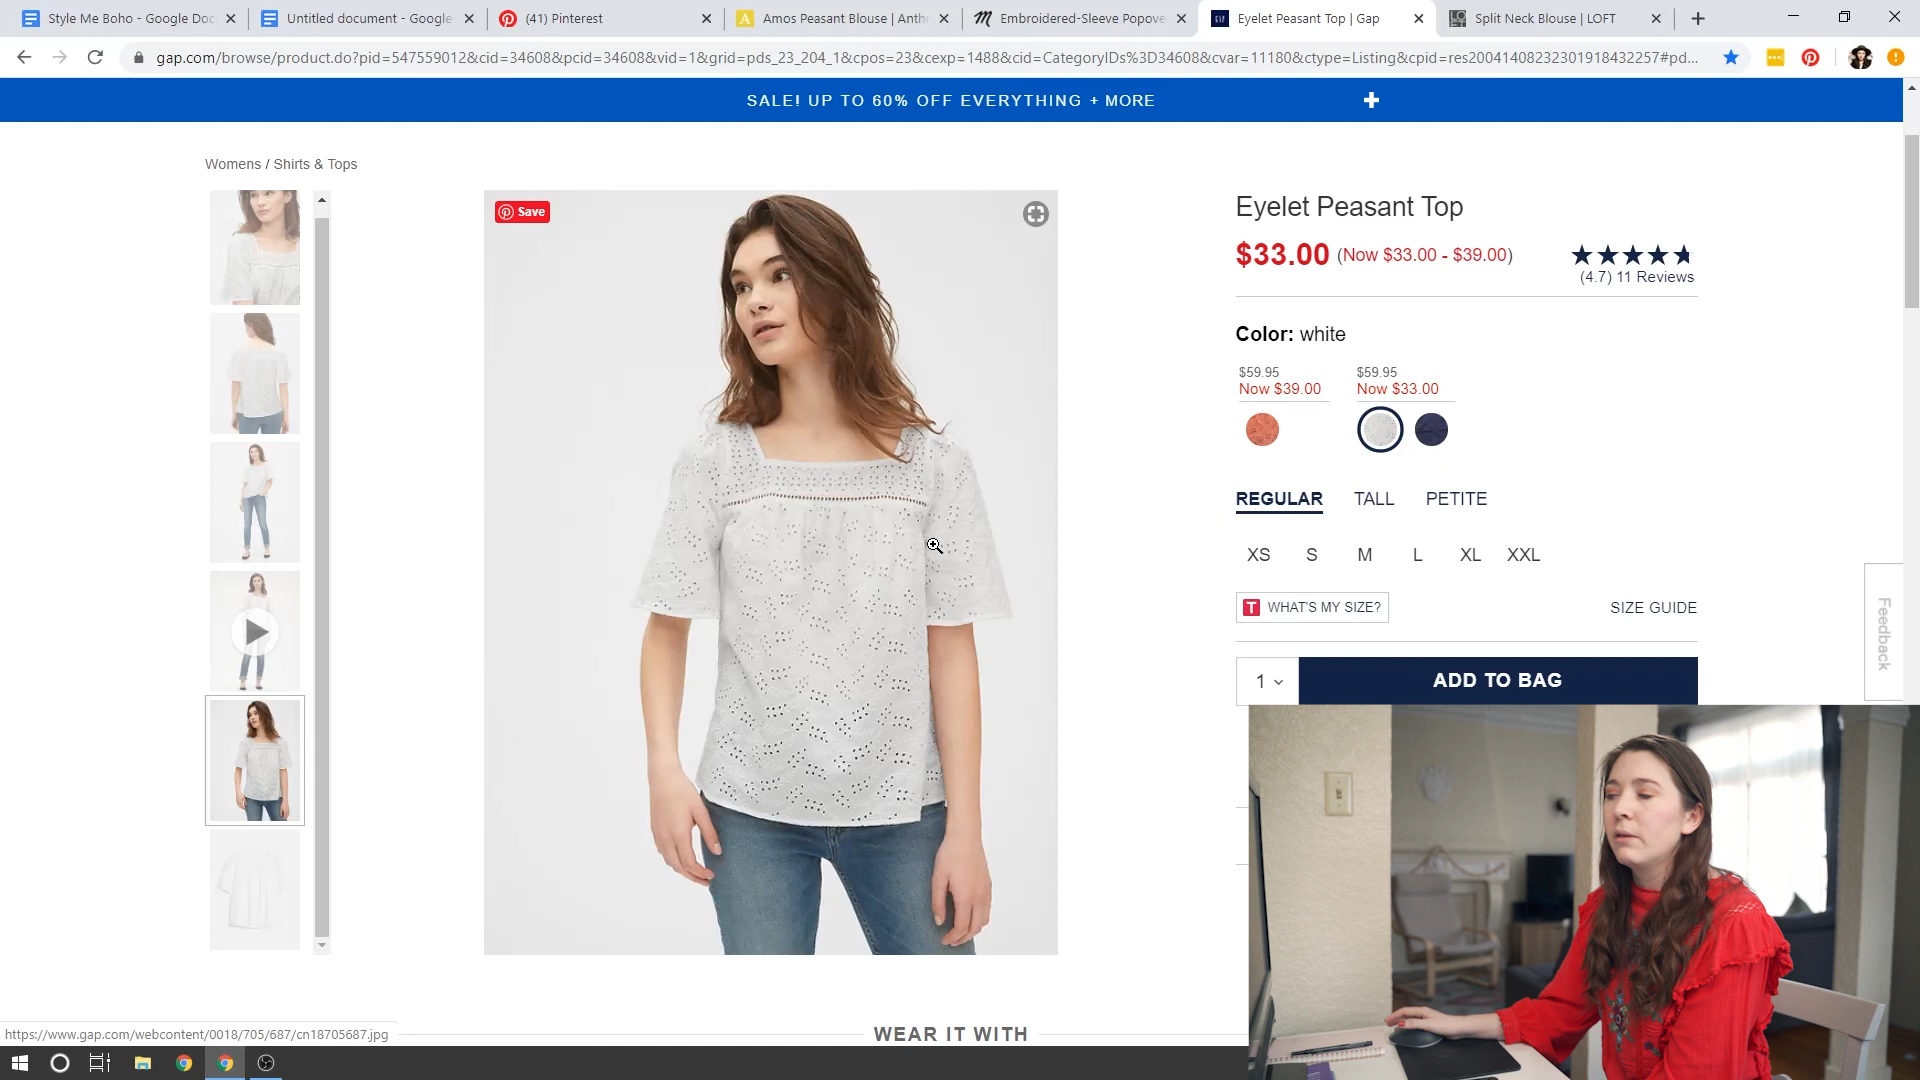 Style Me Boho - Google Doc
Untitled document - Google
(41) Pinterest
Amos Peasant Blouse | Anth
Embroidered-Sleeve Popove
Eyelet Peasant Top | Gap
Split Neck Blouse | LOFT
gap.com/browse/product.do?pid=547559012&cid=34608&pcid=34608&vid=1&grid=pds_23_204_1&cpos=23&cexp=1488&cid=CategoryIDs%3D34608&cvar=11180&ctype=Listing&cpid=res20041408232301918432257#pd...
SALE! UP TO 60% OFF EVERYTHING + MORE
Womens / Shirts & Tops
Save
Eyelet Peasant Top
$33.00 (Now $33.00 - $39.00)
(4.7) 11 Reviews
Color: white
$59.95 $59.95
Now $39.00 Now $33.00
REGULAR TALL PETITE
XS S M L XL XXL
T WHAT'S MY SIZE? SIZE GUIDE
1 ADD TO BAG
Feedback
WEAR IT WITH
https://www.gap.com/webcontent/0018/705/687/cn18705687.jpg